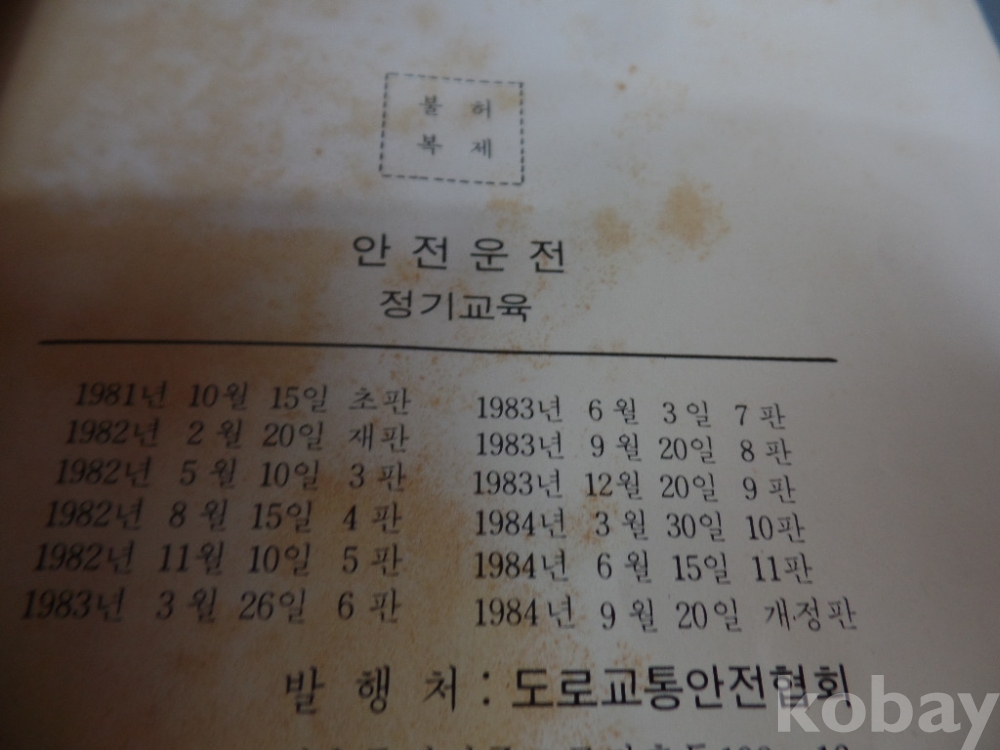 불 허
복 제
안전운전
정기교육
1981년 10월 15일 초판
1982년 2월 20일 재판
1982년 5월 10일 3판
1982년 8월 15일 4판
1982년 11월 10일 5판
1983년 3월 26일 6판
1983년 6월 3일 7판
1983년 9월 20일 8판
1983년 12월 20일 9판
1984년 3월 30일 10판
1984년 6월 15일 11판
1984년 9월 20일 개정판
발 행 처 : 도로교통안전협회
kobay